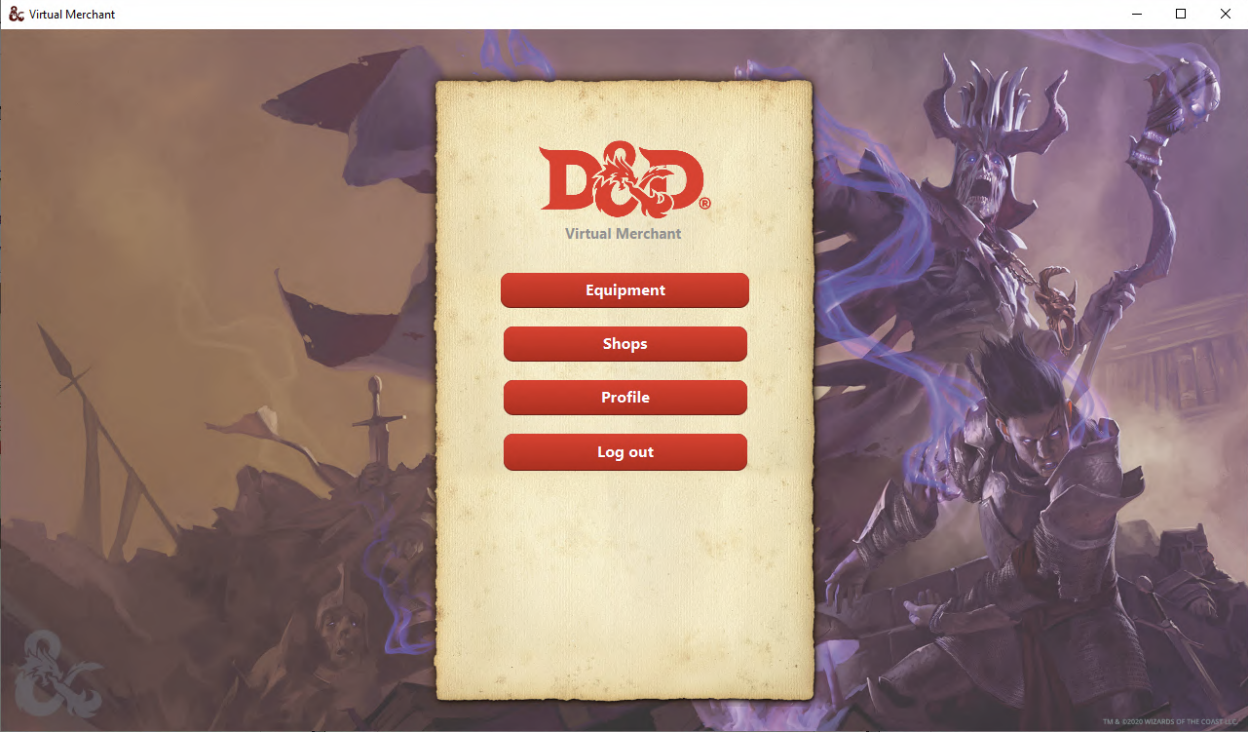 Virtual Merchant
D&D®
Virtual Merchant
Equipment
Shops
Profile
Log out
TM & ©2020 WIZARDS OF THE COAST LLC.